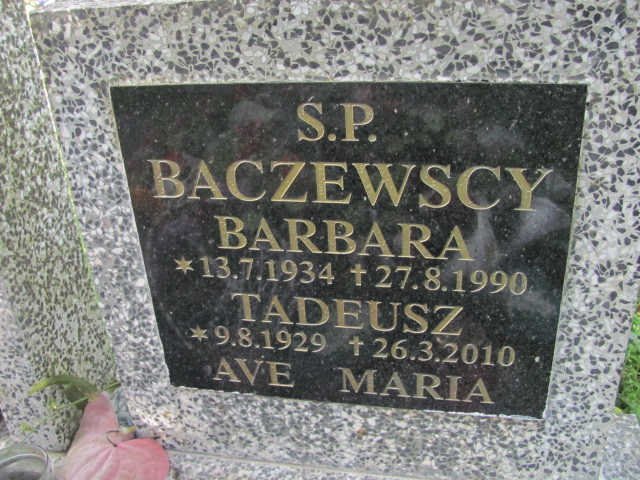 Ś.P.
BACZEWSCY
BARBARA
* 13.7.1934 † 27.8.1990
TADEUSZ
* 9.8.1929 † 26.3.2010
AVE MARIA